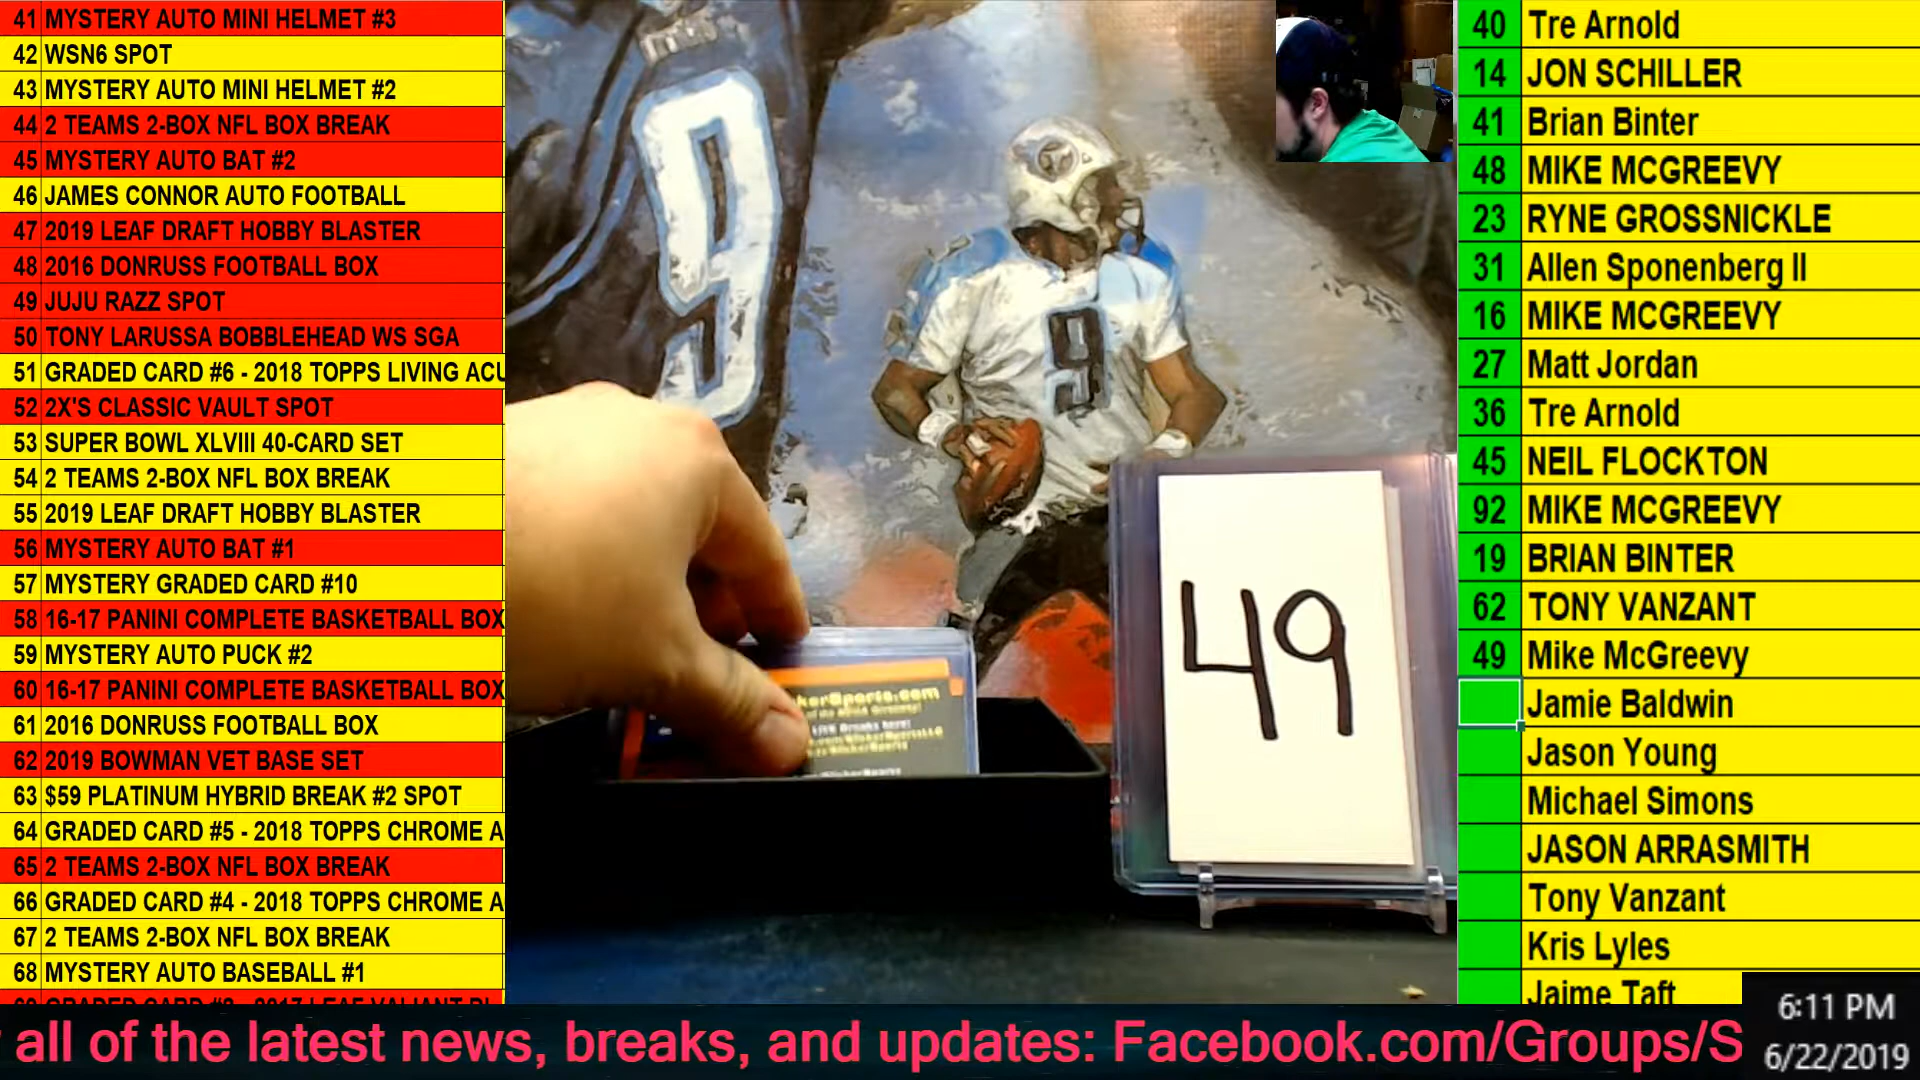 41 MYSTERY AUTO MINI HELMET #3
42 WSN6 SPOT
43 MYSTERY AUTO MINI HELMET #2
44 2 TEAMS 2-BOX NFL BOX BREAK
45 MYSTERY AUTO BAT #2
46 JAMES CONNOR AUTO FOOTBALL
47 2019 LEAF DRAFT HOBBY BLASTER
48 2016 DONRUSS FOOTBALL BOX
49 JUJU RAZZ SPOT
50 TONY LARUSSA BOBBLEHEAD WS SGA
51 GRADED CARD #6 - 2018 TOPPS LIVING ACU
52 2X'S CLASSIC VAULT SPOT
53 SUPER BOWL XLVIII 40-CARD SET
54 2 TEAMS 2-BOX NFL BOX BREAK
55 2019 LEAF DRAFT HOBBY BLASTER
56 MYSTERY AUTO BAT #1
57 MYSTERY GRADED CARD #10
58 16-17 PANINI COMPLETE BASKETBALL BOX
59 MYSTERY AUTO PUCK #2
60 16-17 PANINI COMPLETE BASKETBALL BOX
61 2016 DONRUSS FOOTBALL BOX
62 2019 BOWMAN VET BASE SET
63 $59 PLATINUM HYBRID BREAK #2 SPOT
64 GRADED CARD #5 - 2018 TOPPS CHROME A
65 2 TEAMS 2-BOX NFL BOX BREAK
66 GRADED CARD #4 - 2018 TOPPS CHROME A
67 2 TEAMS 2-BOX NFL BOX BREAK
68 MYSTERY AUTO BASEBALL #1
9
9
kerSports.com
49
40 Tre Arnold
14 JON SCHILLER
41 Brian Binter
48 MIKE MCGREEVY
23 RYNE GROSSNICKLE
31 Allen Sponenberg II
16 MIKE MCGREEVY
27 Matt Jordan
36 Tre Arnold
45 NEIL FLOCKTON
92 MIKE MCGREEVY
19 BRIAN BINTER
62 TONY VANZANT
49 Mike McGreevy
Jamie Baldwin
Jason Young
Michael Simons
JASON ARRASMITH
Tony Vanzant
Kris Lyles
Jaime Taft
all of the latest news, breaks, and updates: Facebook.com/Groups/S
6:11 PM
6/22/2019